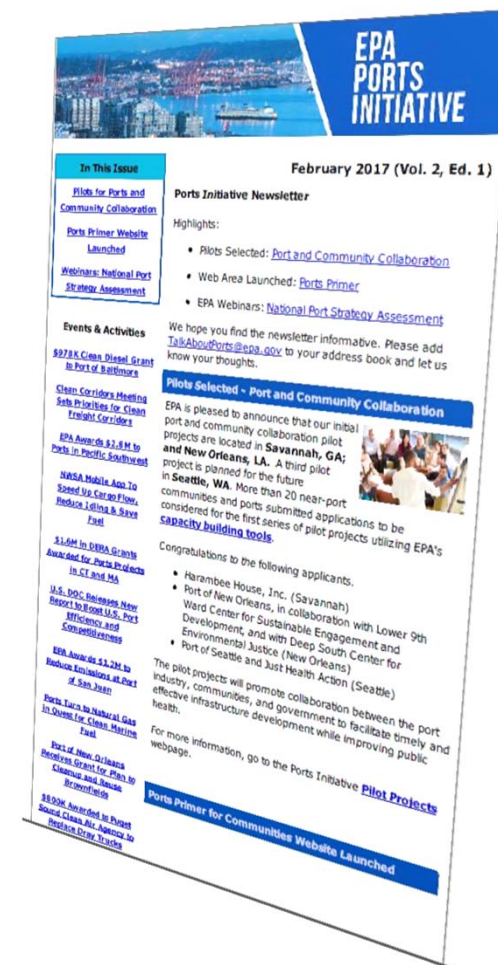 EPA
PORTS
INITIATIVE
February 2017 (Vol. 2, Ed. 1)
In This Issue
Pilots for Ports and
Community Collaboration
Ports Primer Website
Launched
Webinars: National Port
Strategy Assessment
Events & Activities
$978K Clean Diesel Grant
to Port of Baltimore
Clean Corridors Meeting
Sets Priorities for Clean
Freight Corridors
EPA Awards $2.8M to
Ports in Pacific Southwest
NWSA Mobile App To
Speed Up Cargo Flow,
Reduce Idling & Save
Fuel
$1.6M in DERA Grants
Awarded for Ports Projects
in CT and MA
U.S. DOC Releases New
Report to Boost U.S. Port
Efficiency and
Competitiveness
EPA Awards $1.2M to
Reduce Emissions at Port
of San Juan
Ports Turn to Natural Gas
in Quest for Clean Marine
Fuel
Port of New Orleans
Receives Grant for Plan to
Cleanup and Reuse
Brownfields
$800K Awarded to Puget
Sound Clean Air Agency to
Replace Dray Trucks
Ports Initiative Newsletter
Highlights:
• Pilots Selected: Port and Community Collaboration
• Web Area Launched: Ports Primer
• EPA Webinars: National Port Strategy Assessment
We hope you find the newsletter informative. Please add
TalkAboutPorts@epa.gov to your address book and let us
know your thoughts.
Pilots Selected ~ Port and Community Collaboration
EPA is pleased to announce that our initial
port and community collaboration pilot
projects are located in Savannah, GA;
and New Orleans, LA. A third pilot
project is planned for the future
in Seattle, WA. More than 20 near-port
communities and ports submitted applications to be
considered for the first series of pilot projects utilizing EPA's
capacity building tools.
Congratulations to the following applicants.
• Harambee House, Inc. (Savannah)
• Port of New Orleans, in collaboration with Lower 9th
Ward Center for Sustainable Engagement and
Development, and with Deep South Center for
Environmental Justice (New Orleans)
• Port of Seattle and Just Health Action (Seattle)
The pilot projects will promote collaboration between the port
industry, communities, and government to facilitate timely and
effective infrastructure development while improving public
health.
For more information, go to the Ports Initiative Pilot Projects
webpage.
Ports Primer for Communities Website Launched